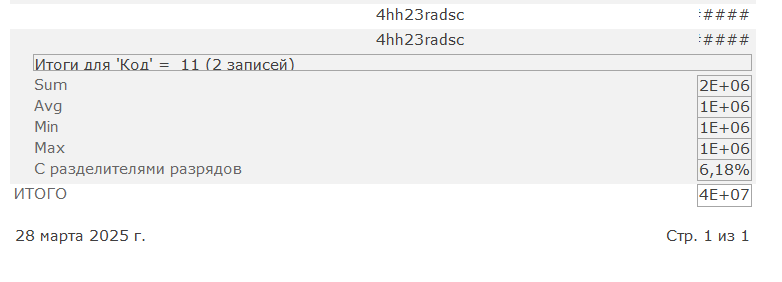 4hh23radsc #####
4hh23radsc #####
Итоги для 'Код' = 11 (2 записей)
Sum 2E+06
Avg 1E+06
Min 1E+06
Max 1E+06
С разделителями разрядов 6,18%
ИТОГО 4E+07
28 марта 2025 г. Стр. 1 из 1